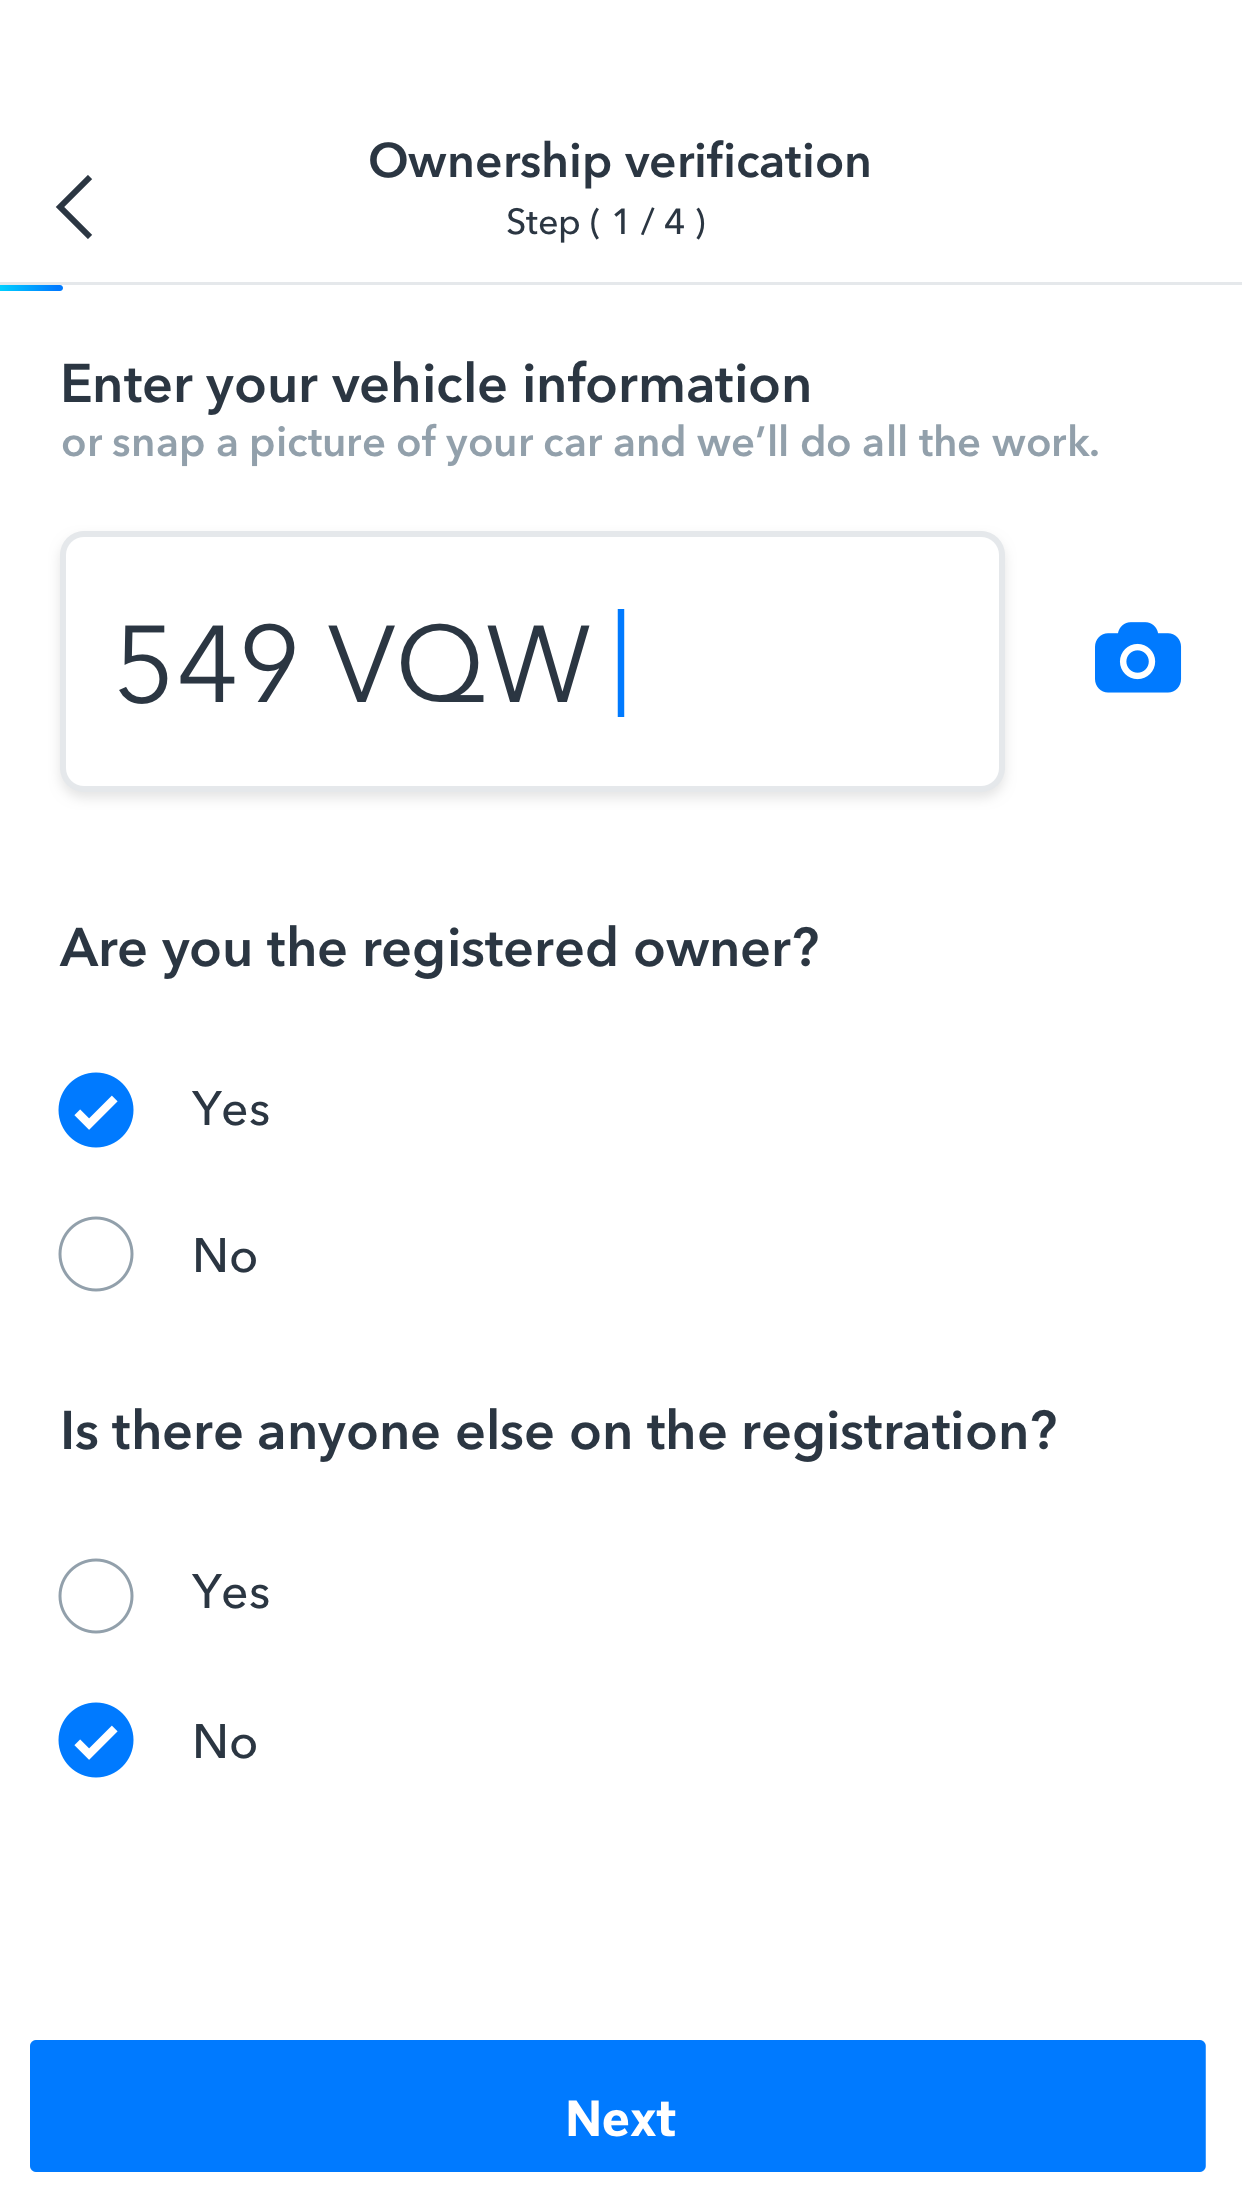 Ownership verification
Step ( 1 / 4 )
Enter your vehicle information
or snap a picture of your car and we’ll do all the work.
549 VQW
Are you the registered owner?
Yes
No
Is there anyone else on the registration?
Yes
No
Next